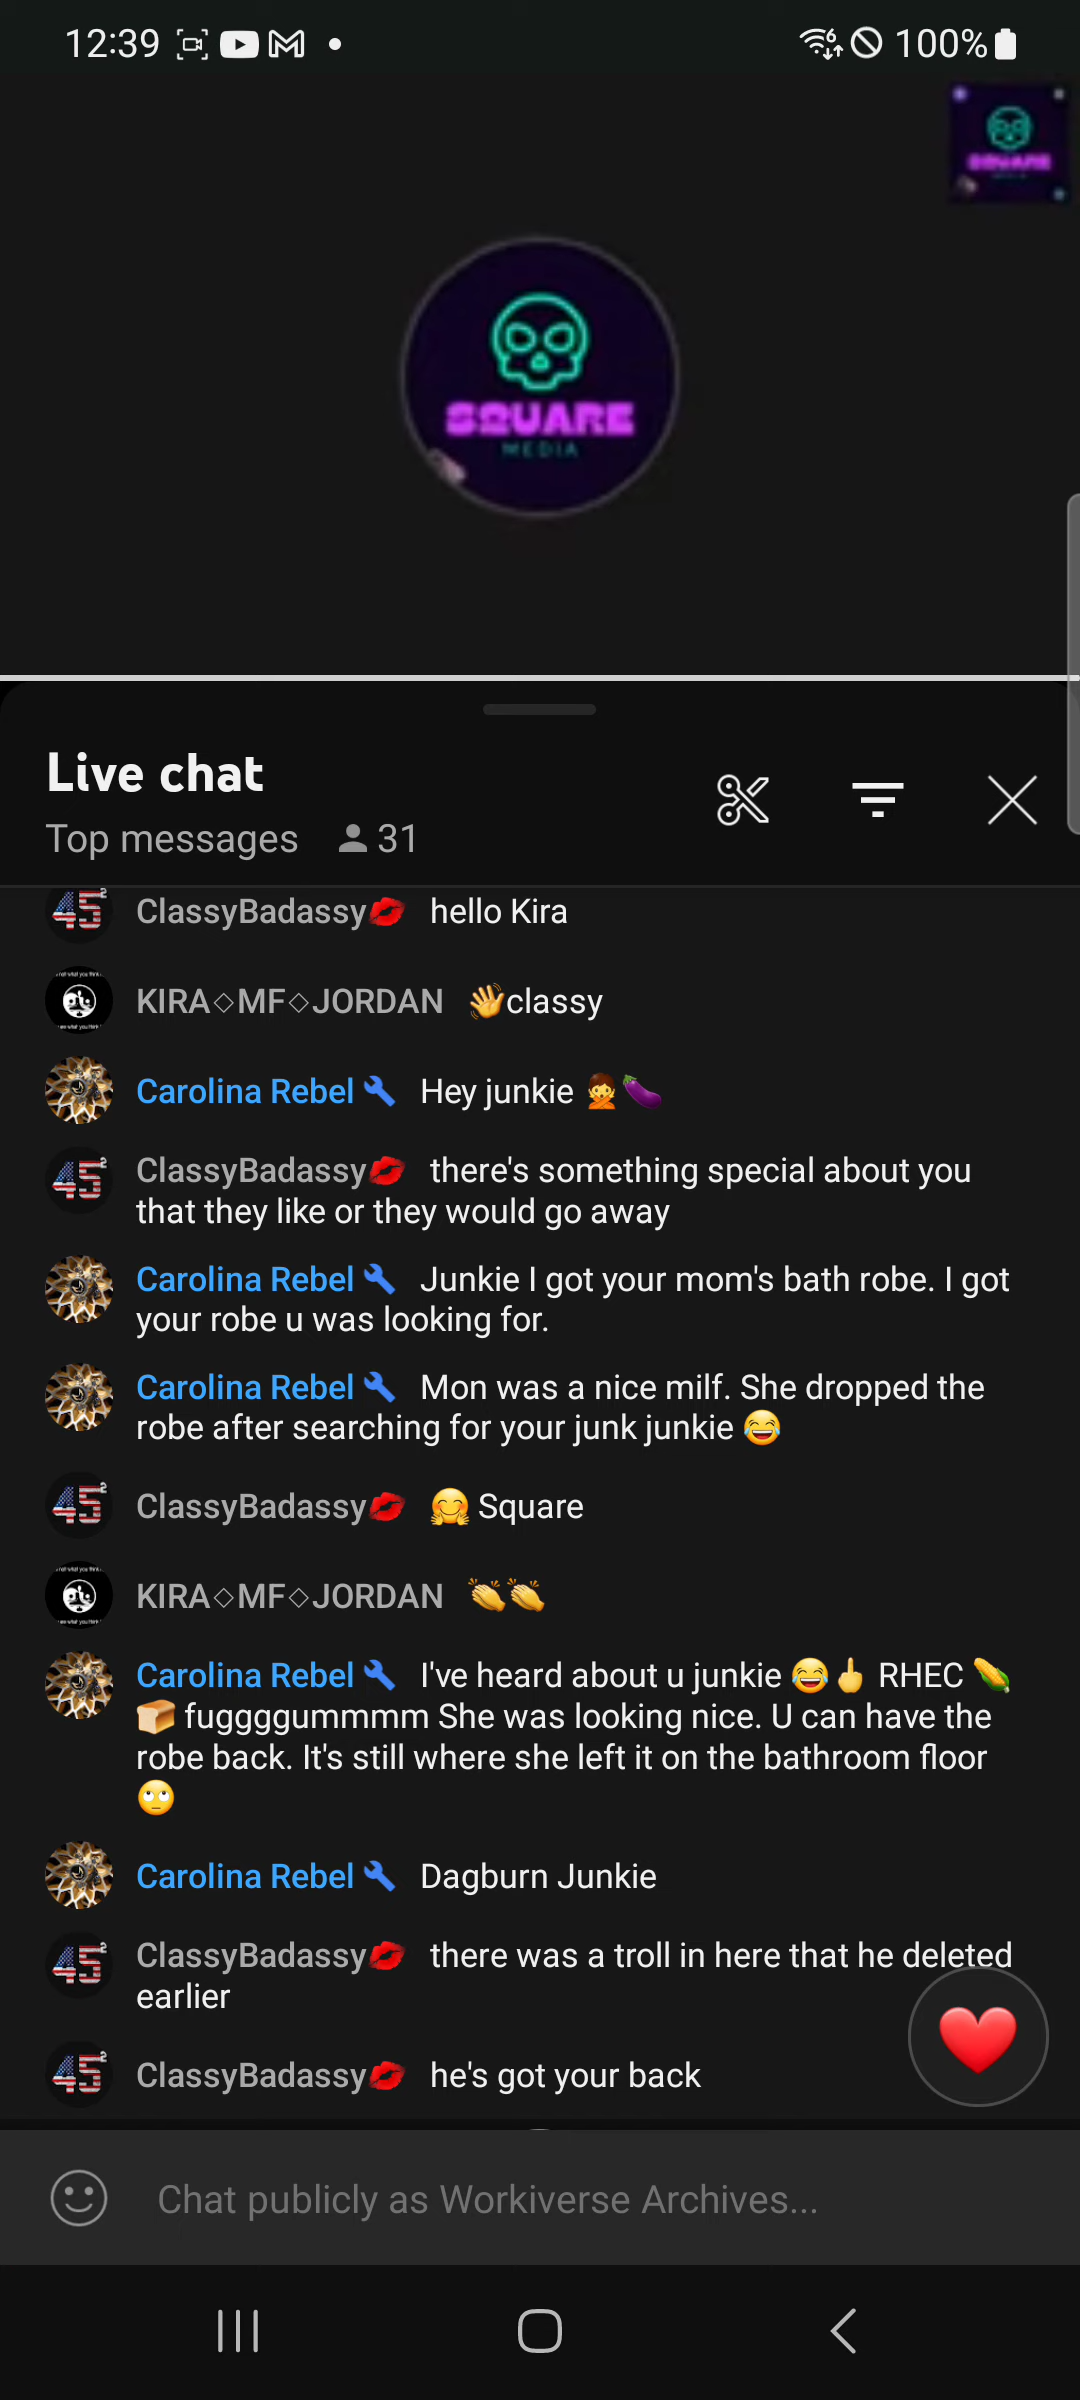 12:39
100%
SQUARE
SQUARE
MEDIA
Live chat
Top messages 31
ClassyBadassy💋 hello Kira
KIRA◇MF◇JORDAN 👋classy
Carolina Rebel Hey junkie 🙅🍆
ClassyBadassy💋 there's something special about you
that they like or they would go away
Carolina Rebel Junkie I got your mom's bath robe. I got
your robe u was looking for.
Carolina Rebel Mon was a nice milf. She dropped the
robe after searching for your junk junkie 😂
ClassyBadassy💋 🤗 Square
KIRA◇MF◇JORDAN 👏👏
Carolina Rebel I've heard about u junkie 😂🖕 RHEC 🌽
🍞 fuggggummmm She was looking nice. U can have the
robe back. It's still where she left it on the bathroom floor
🙄
Carolina Rebel Dagburn Junkie
ClassyBadassy💋 there was a troll in here that he deleted
earlier
ClassyBadassy💋 he's got your back
Chat publicly as Workiverse Archives...